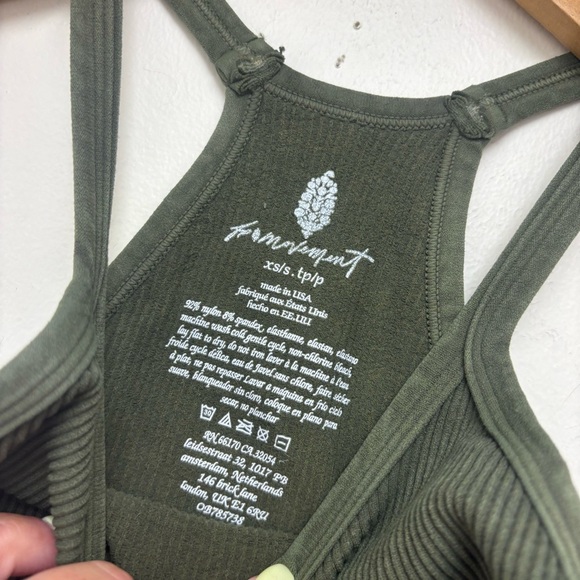 fp movement
xs/s . tp/p
made in USA
fabriqué aux États Unis
hecho en EE.UU
92% nylon 8% spandex, elasthanne, elastan, elastano
machine wash cold gentle cycle, non-chlorine bleach,
lay flat to dry, do not iron laver à la machine à l'eau
froide cycle délica, eau de Javel sans chlore, faire sécher
à plat, ne pas repasser Lavar a máquina en frío ciclo
suave, blanqueador sin cloro, coloque en plano para
secar, no planchar
30
RN 66170 CA 32054
leidsestraat 32, 1017 PB
amsterdam, Netherlands
146 brick lane
london, UK E1 6RU
OB785738